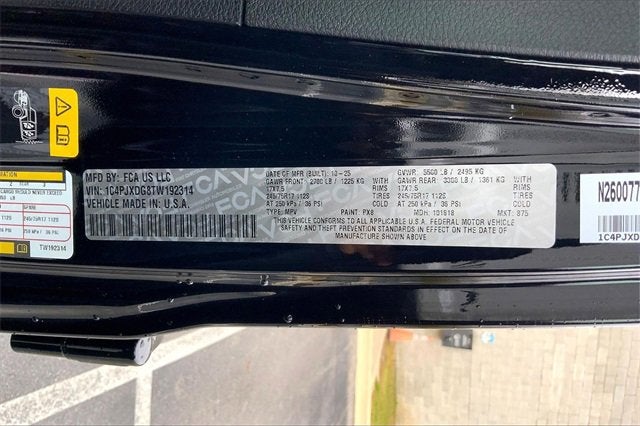 MFD BY: FCA US LLC
VIN: 1C4PJXDG8TW192314
VEHICLE MADE IN: U.S.A.
DATE OF MFR (BUILT): 10-25 GVWR: 5500 LB / 2495 KG
GAWR FRONT: 2700 LB / 1225 KG WITH GAWR REAR: 3000 LB / 1361 KG WITH
17X7.5 TIRES 17X7.5 TIRES
245/75R17 112S RIMS 245/75R17 112S RIMS
AT 250 kPa / 36 PSI COLD AT 250 kPa / 36 PSI COLD
TYPE: MPV PAINT: PX8 MDH: 101918 MXT: 875
THIS VEHICLE CONFORMS TO ALL APPLICABLE U.S.A. FEDERAL MOTOR VEHICLE
SAFETY AND THEFT PREVENTION STANDARDS IN EFFECT ON THE DATE OF
MANUFACTURE SHOWN ABOVE.
TW192314
N260077
1C4PJXD